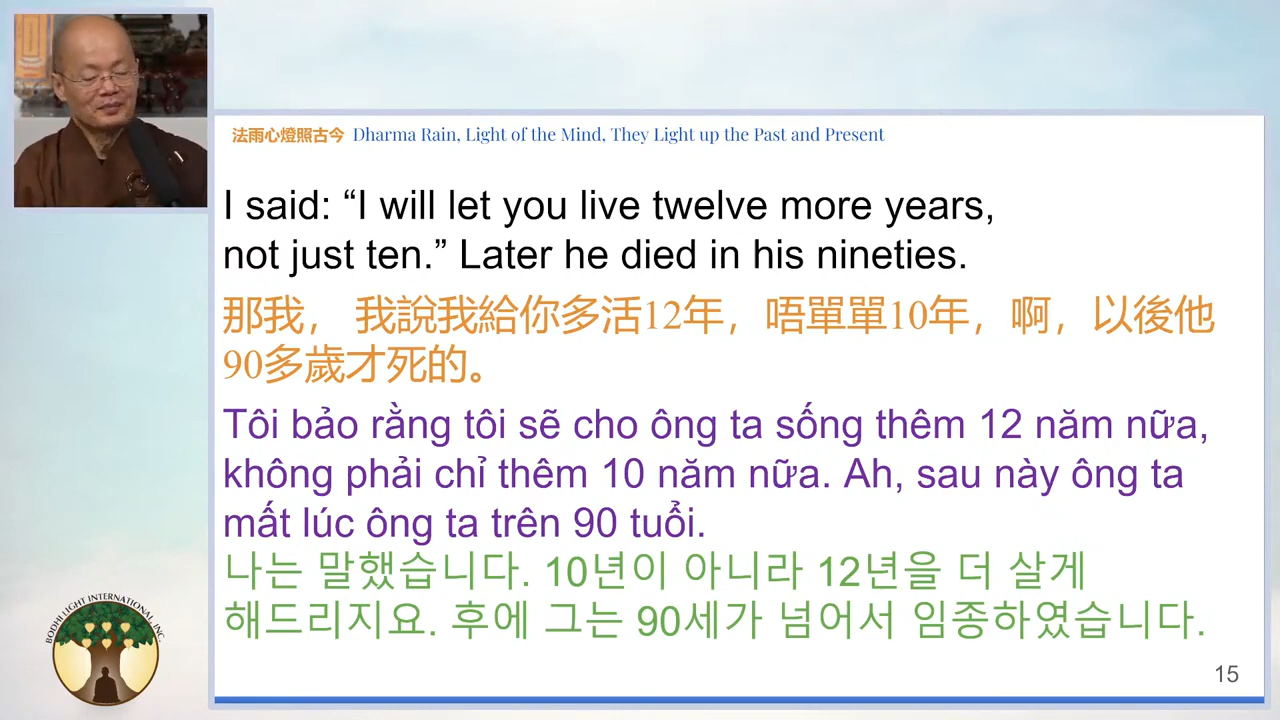 法雨心燈照古今 Dharma Rain, Light of the Mind, They Light up the Past and Present
I said: “I will let you live twelve more years,
not just ten.” Later he died in his nineties.
那我， 我說我給你多活12年，唔單單10年，啊，以後他
90多歲才死的。
Tôi bảo rằng tôi sẽ cho ông ta sống thêm 12 năm nữa,
không phải chỉ thêm 10 năm nữa. Ah, sau này ông ta
mất lúc ông ta trên 90 tuổi.
나는 말했습니다. 10년이 아니라 12년을 더 살게
해드리지요. 후에 그는 90세가 넘어서 임종하였습니다.
BODHI LIGHT INTERNATIONAL, INC
15